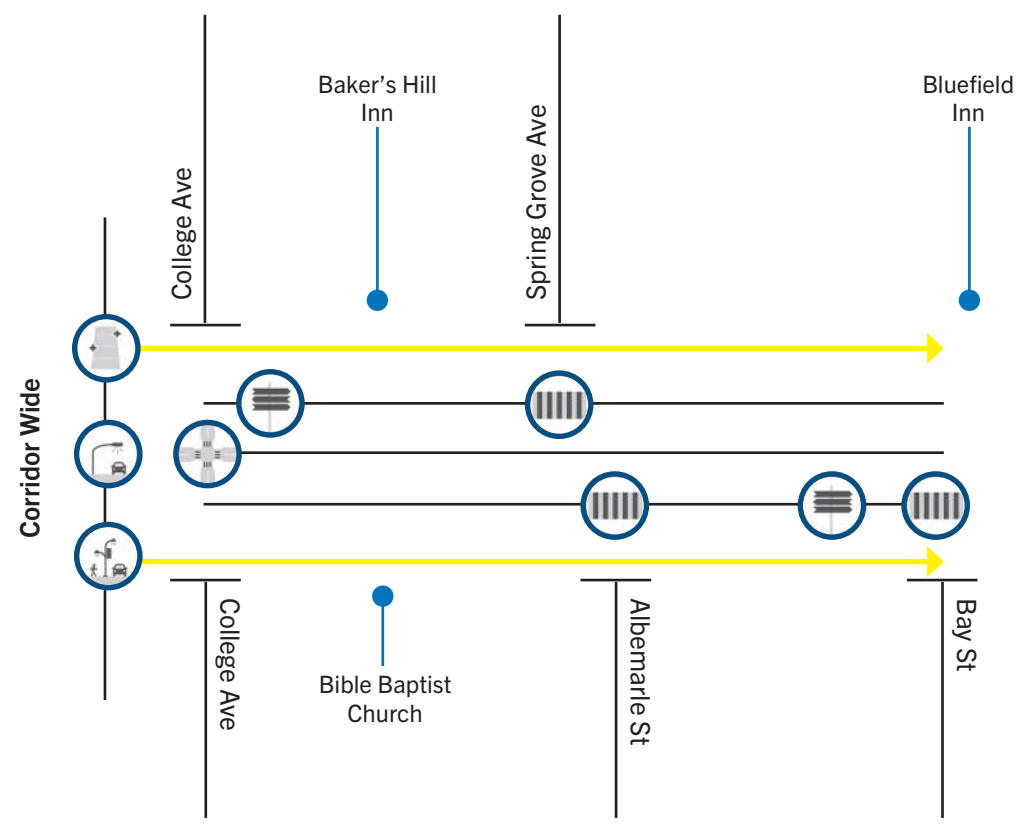 Baker's Hill
Inn
Bluefield
Inn
College Ave
Spring Grove Ave
Corridor Wide
College Ave
Bible Baptist
Church
Albemarle St
Bay St